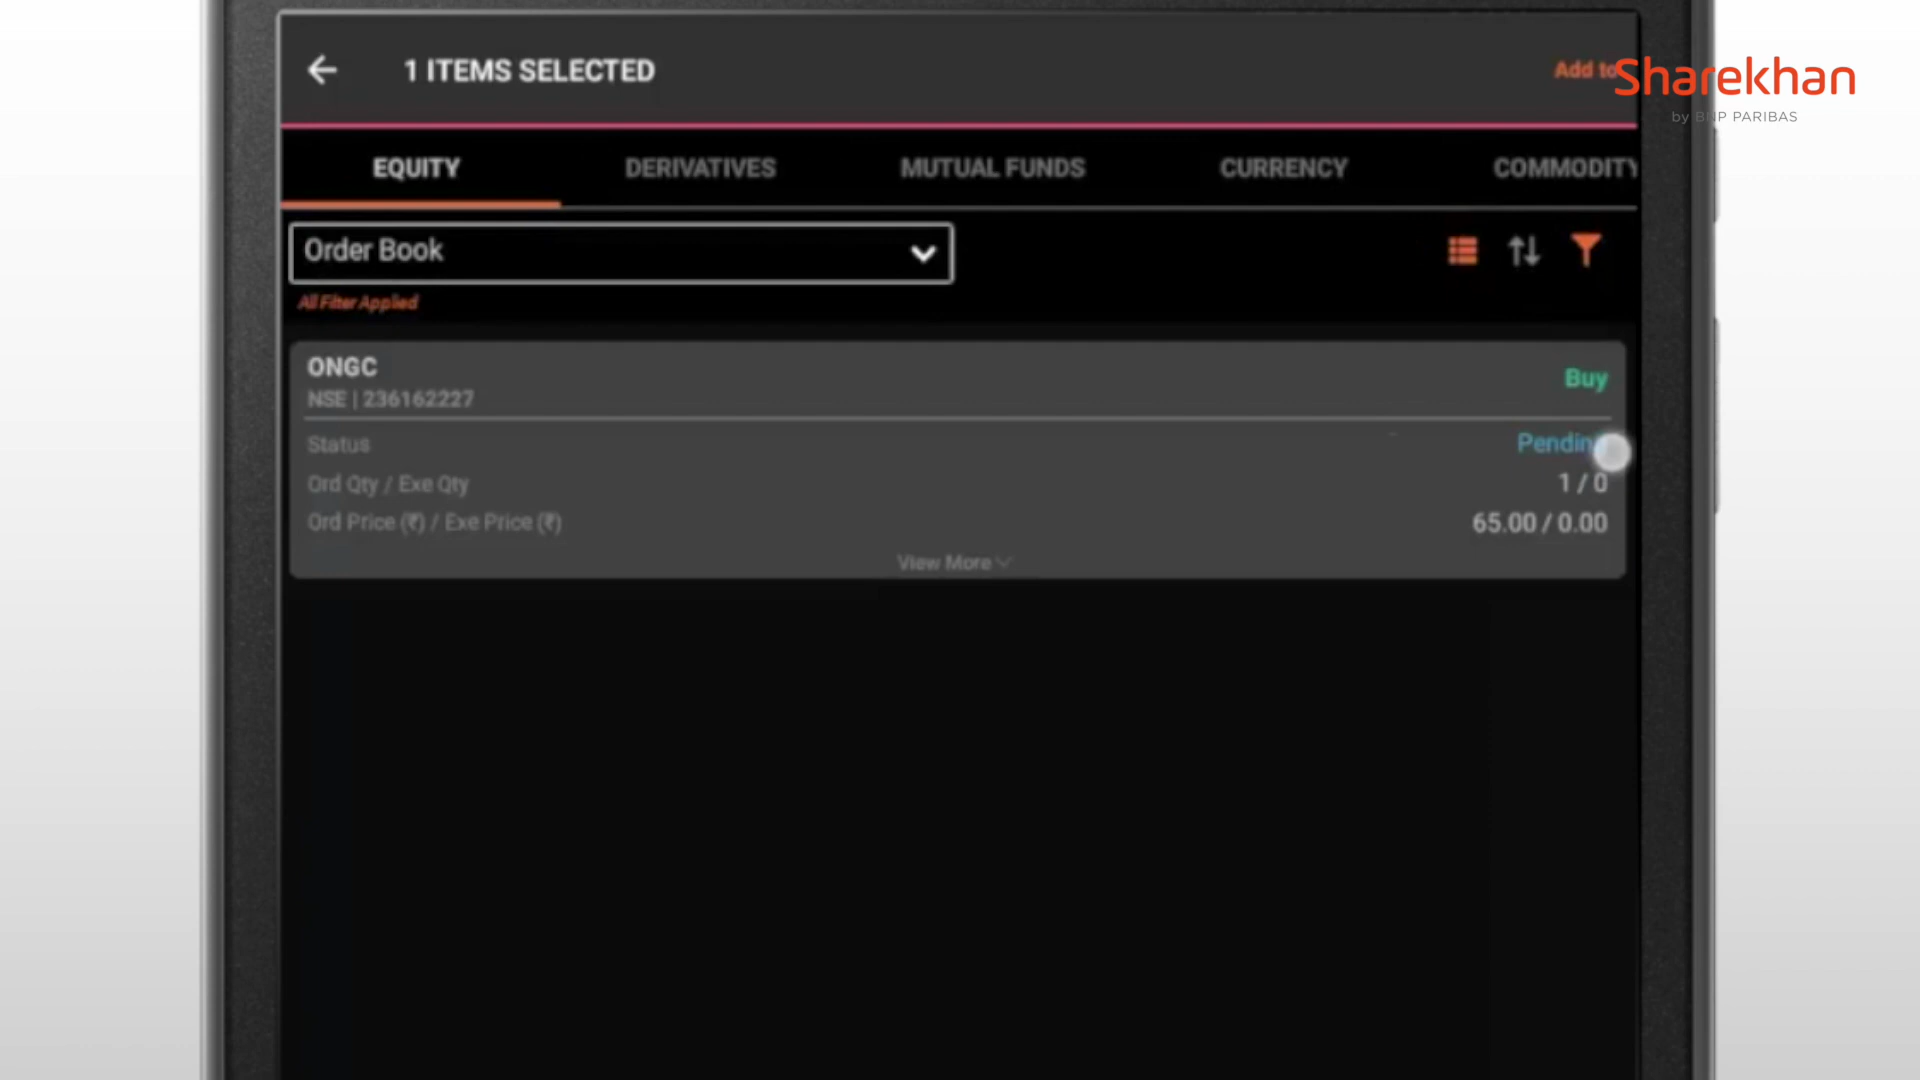 1 ITEMS SELECTED
Add to
Sharekhan
by BNP PARIBAS
EQUITY
DERIVATIVES
MUTUAL FUNDS
CURRENCY
COMMODITY
Order Book
All Filter Applied
ONGC
Buy
NSE | 236162227
Status
Pending
Ord Qty / Exe Qty
1 / 0
Ord Price (₹) / Exe Price (₹)
65.00 / 0.00
View More